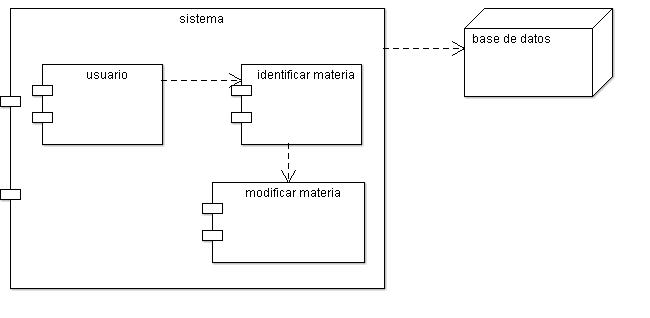 sistema
base de datos
usuario
identificar materia
modificar materia